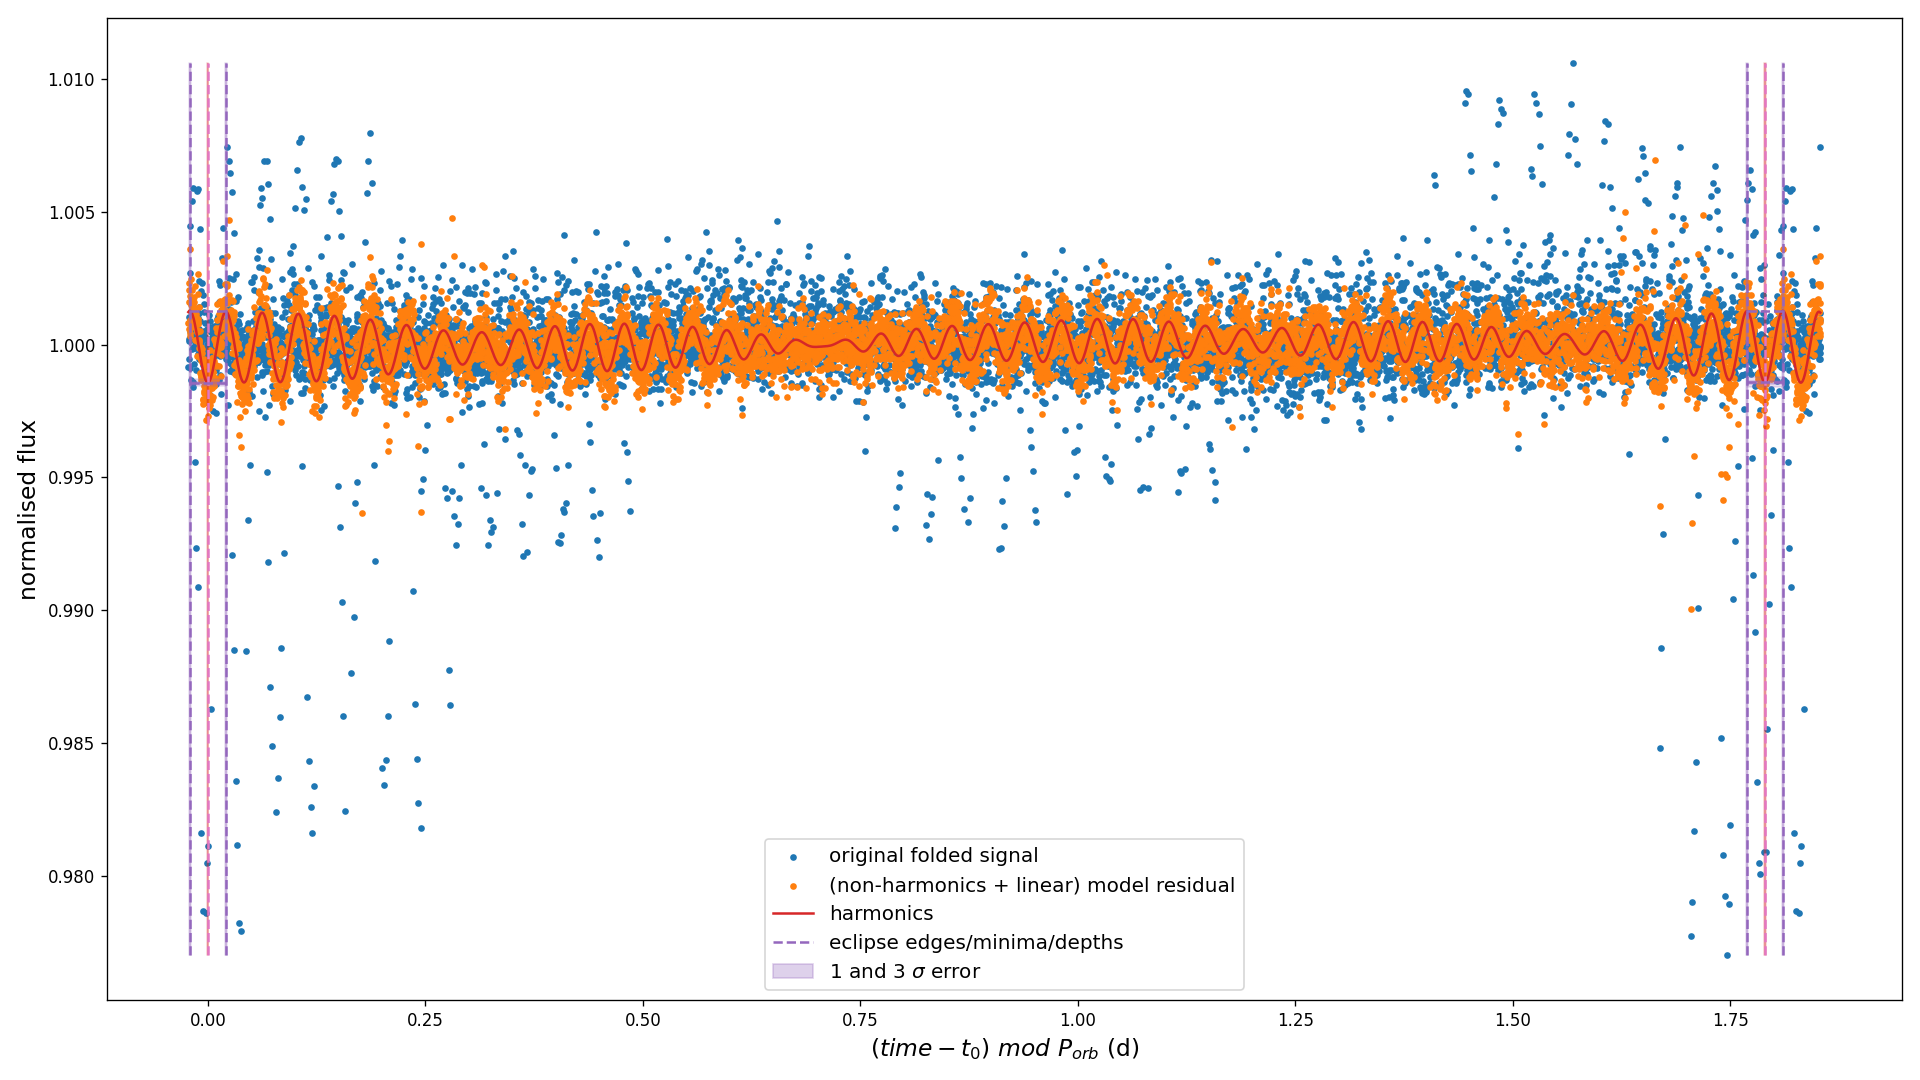 normalised flux
1.010
1.005
1.000
0.995
0.990
0.985
0.980
original folded signal
(non-harmonics + linear) model residual
harmonics
eclipse edges/minima/depths
1 and 3 σ error
0.00 0.25 0.50 0.75 1.00 1.25 1.50 1.75
(time − t₀) mod Pₒᵣb (d)